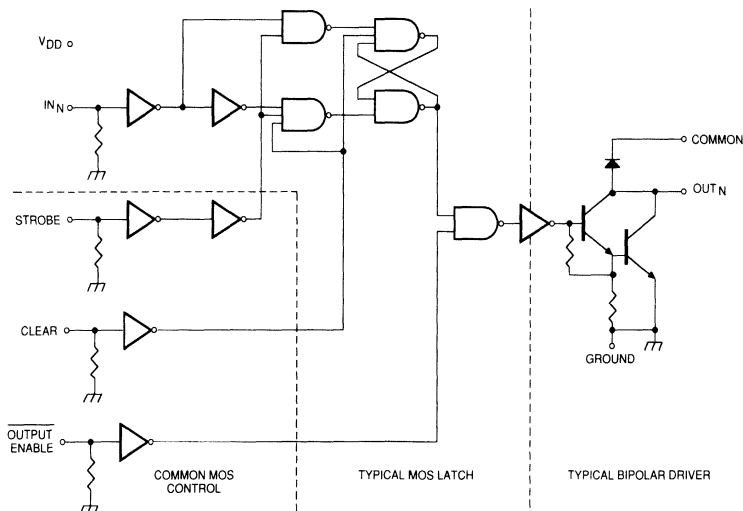 VDD
INN
COMMON
OUTN
STROBE
CLEAR
GROUND
OUTPUT
ENABLE
COMMON MOS
CONTROL
TYPICAL MOS LATCH
TYPICAL BIPOLAR DRIVER